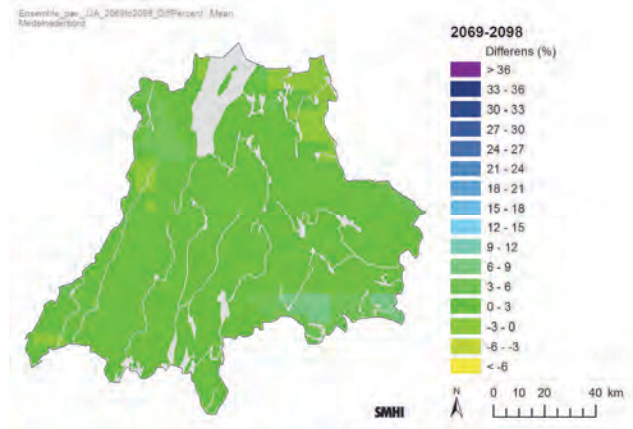 Ensemble_pav_JJA_2069to2098_DiffPercent : Mean
Medelnederbörd
2069-2098
Differens (%)
> 36
33 - 36
30 - 33
27 - 30
24 - 27
21 - 24
18 - 21
15 - 18
12 - 15
9 - 12
6 - 9
3 - 6
0 - 3
-3 - 0
-6 - -3
< -6
SMHI
N
0 10 20 40 km